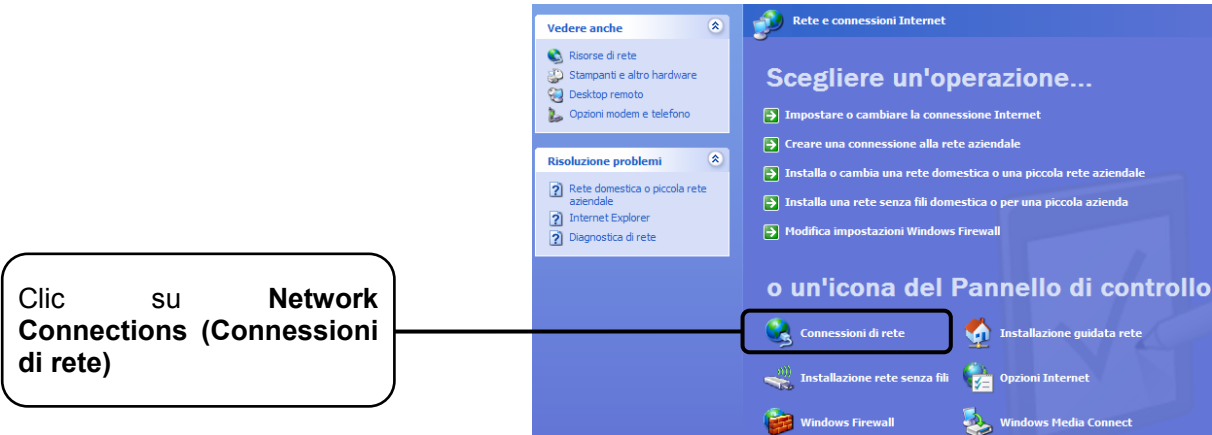 Vedere anche
Risorse di rete
Stampanti e altro hardware
Desktop remoto
Opzioni modem e telefono
Risoluzione problemi
Rete domestica o piccola rete
aziendale
Internet Explorer
Diagnostica di rete
Clic su Network
Connections (Connessioni
di rete)
Rete e connessioni Internet
Scegliere un'operazione...
Impostare o cambiare la connessione Internet
Creare una connessione alla rete aziendale
Installa o cambia una rete domestica o una piccola rete aziendale
Installa una rete senza fili domestica o per una piccola azienda
Modifica impostazioni Windows Firewall
o un'icona del Pannello di controllo
Connessioni di rete
Installazione guidata rete
Installazione rete senza fili
Opzioni Internet
Windows Firewall
Windows Media Connect